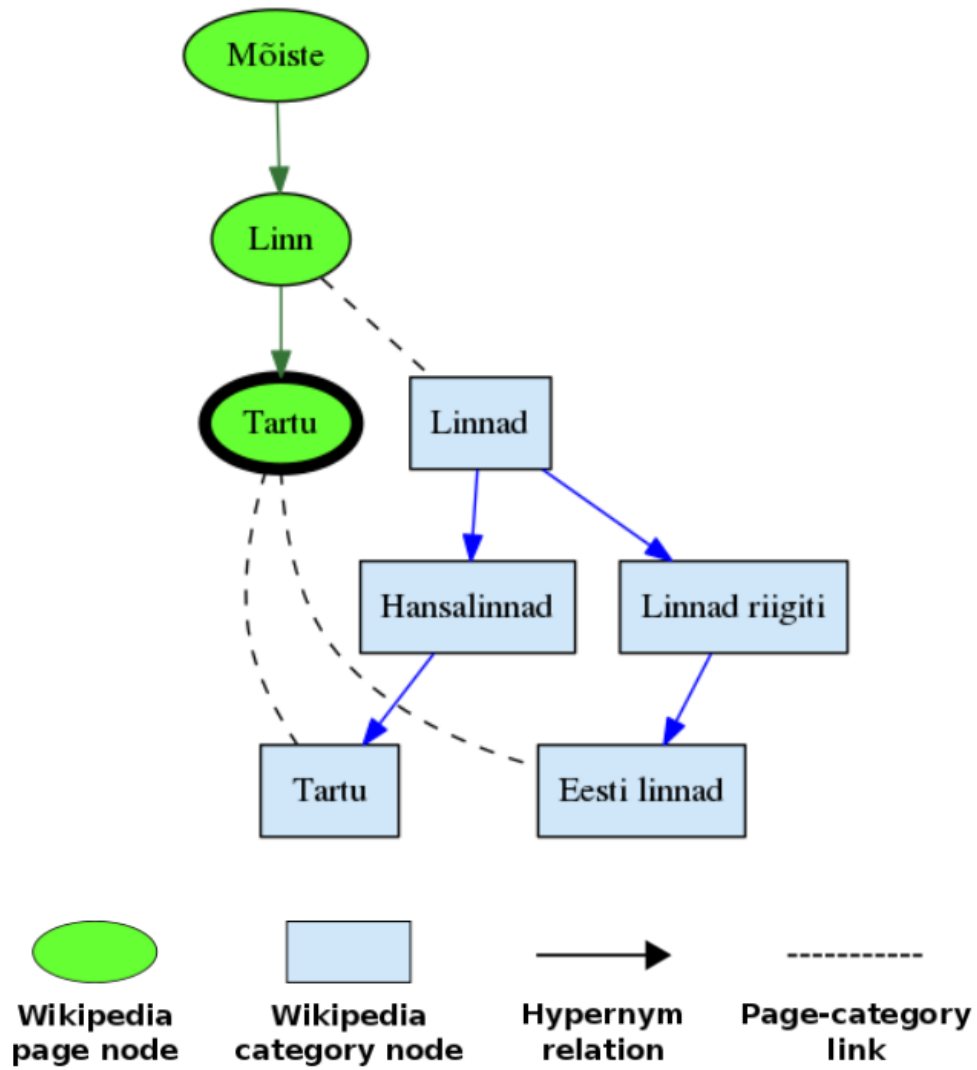 Mõiste
Linn
Tartu
Linnad
Hansalinnad
Linnad riigiti
Tartu
Eesti linnad
Wikipedia
page node
Wikipedia
category node
Hypernym
relation
Page-category
link